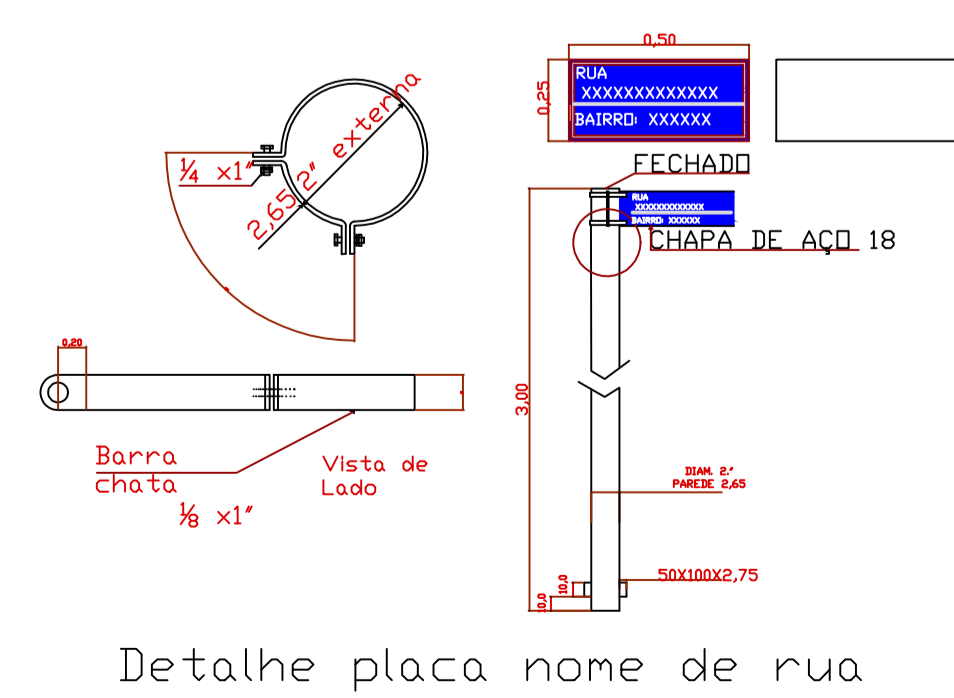 2,65 2" externa
1/4 x1"
0,20
Barra
chata
1/8 x1"
Vista de
Lado
0,50
0,25
RUA
XXXXXXXXXXXXX
BAIRRO: XXXXXX
FECHADO
RUA
XXXXXXXXXXXXX
BAIRRO: XXXXXX
CHAPA DE AÇO 18
3,00
DIAM. 2."
PAREDE 2,65
50X100X2,75
10,0
10,0
Detalhe placa nome de rua